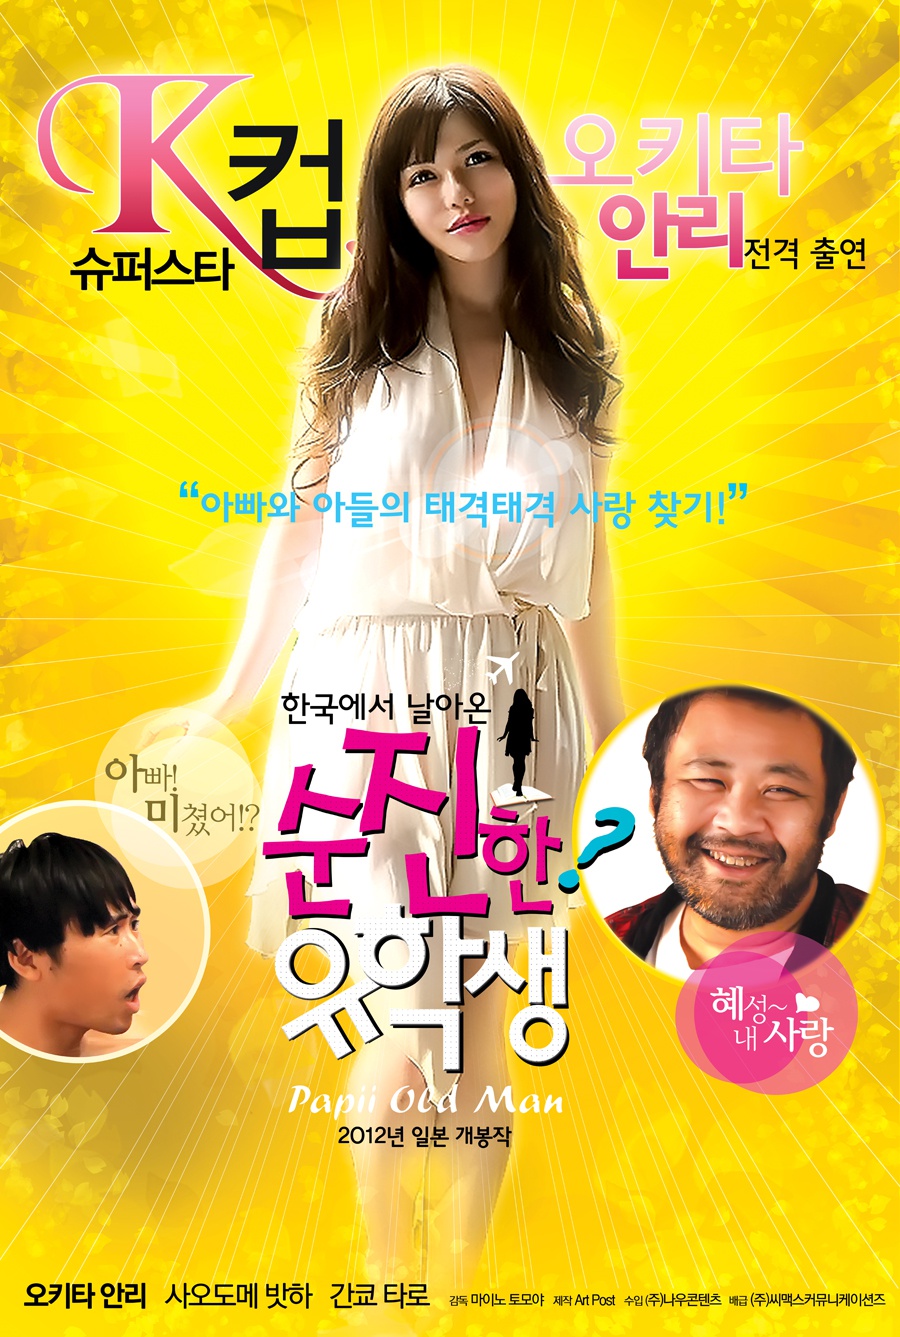 K컵
슈퍼스타
오키타
안리 전격 출연
“아빠와 아들의 태격태격 사랑 찾기!”
한국에서 날아온
순진한?
유학생
아빠!
미쳤어!?
혜성~
내 사랑
Papii Old Man
2012년 일본 개봉작
오키타 안리 사오도메 밧하 간쿄 타로 감독 마이노 토모야 제작 Art Post 수입 (주)나우콘텐츠 배급 (주)씨맥스커뮤니케이션즈